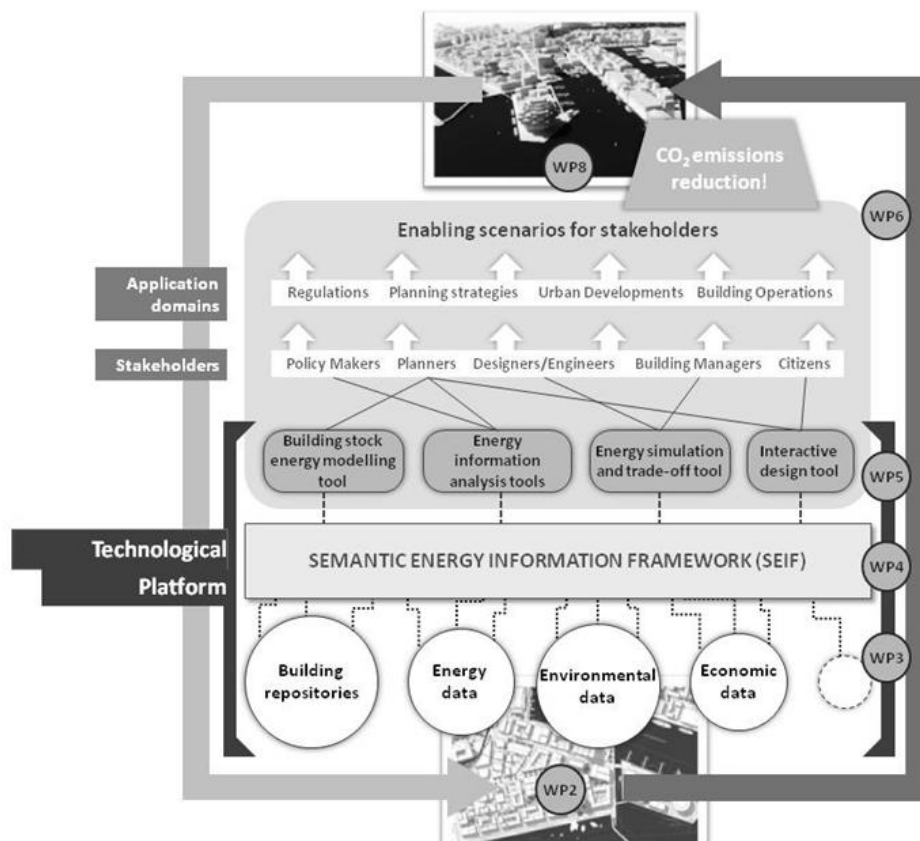 WP8
CO₂ emissions
reduction!
WP6
Enabling scenarios for stakeholders
Application
domains
Regulations Planning strategies Urban Developments Building Operations
Stakeholders
Policy Makers Planners Designers/Engineers Building Managers Citizens
Building stock
energy modelling
tool
Energy
information
analysis tools
Energy simulation
and trade-off tool
Interactive
design tool
WP5
Technological
Platform
SEMANTIC ENERGY INFORMATION FRAMEWORK (SEIF)
WP4
Building
repositories
Energy
data
Environmental
data
Economic
data
WP3
WP2